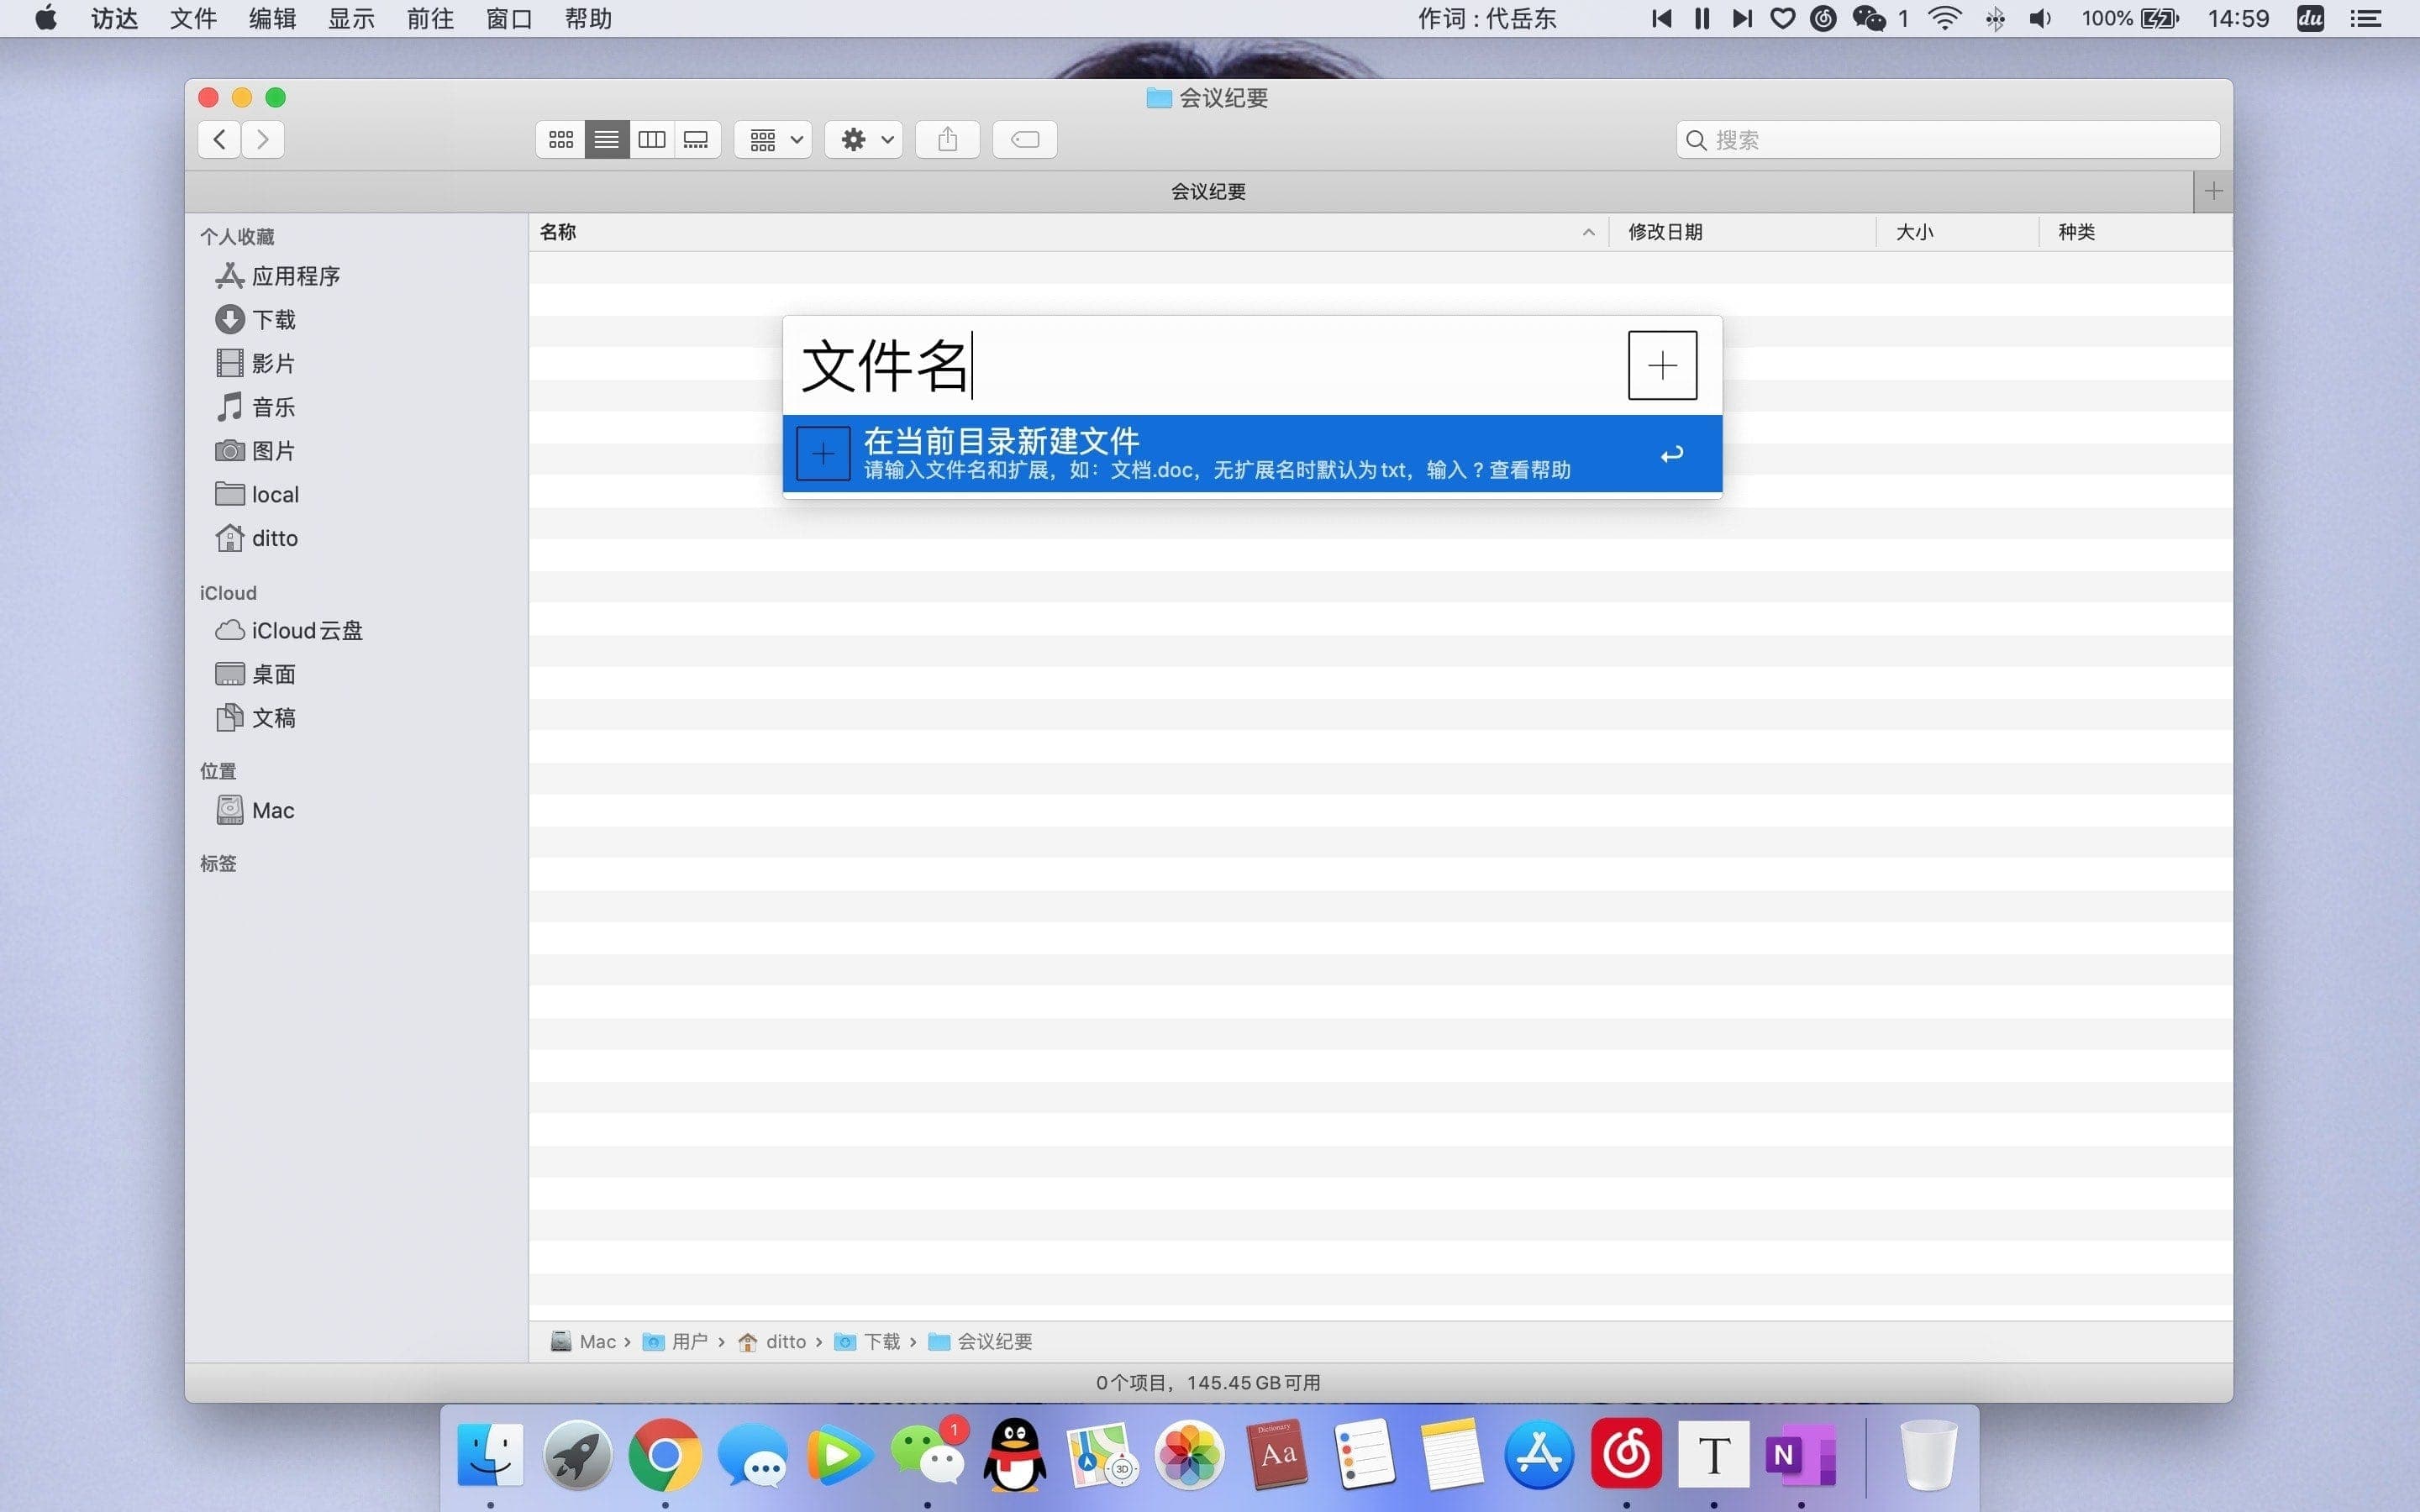 访达 文件 编辑 显示 前往 窗口 帮助 作词 : 代岳东 1 100% 14:59 du
会议纪要
搜索
会议纪要
个人收藏
应用程序
下载
影片
音乐
图片
local
ditto
iCloud
iCloud云盘
桌面
文稿
位置
Mac
标签
名称 修改日期 大小 种类
文件名
在当前目录新建文件
请输入文件名和扩展，如：文档.doc，无扩展名时默认为txt，输入 ? 查看帮助
Mac › 用户 › ditto › 下载 › 会议纪要
0个项目，145.45 GB可用
1
3D
Dictionary
Aa
T
N